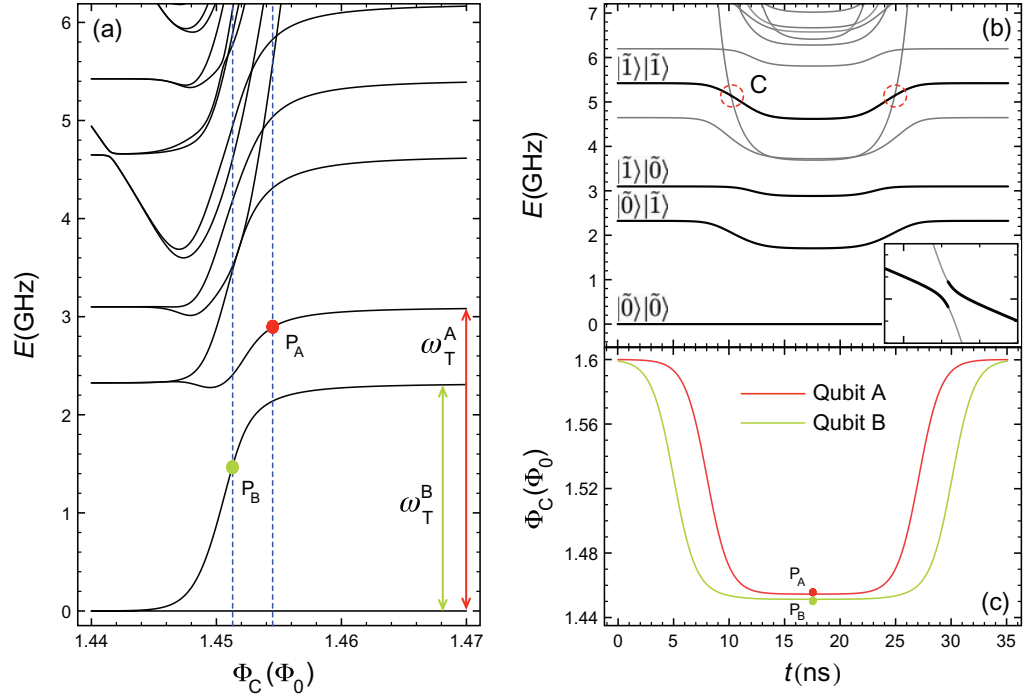 (a)
E(GHz)
6
5
4
3
2
1
0
P_A
P_B
ω_T^A
ω_T^B
1.44 1.45 1.46 1.47
Φ_C(Φ_0)
(b)
E(GHz)
7
6
5
4
3
2
1
0
|1̃⟩|1̃⟩
C
|1̃⟩|0̃⟩
|0̃⟩|1̃⟩
|0̃⟩|0̃⟩
(c)
Φ_C(Φ_0)
1.6
1.56
1.52
1.48
1.44
Qubit A
Qubit B
P_A
P_B
0 5 10 15 20 25 30 35
t(ns)